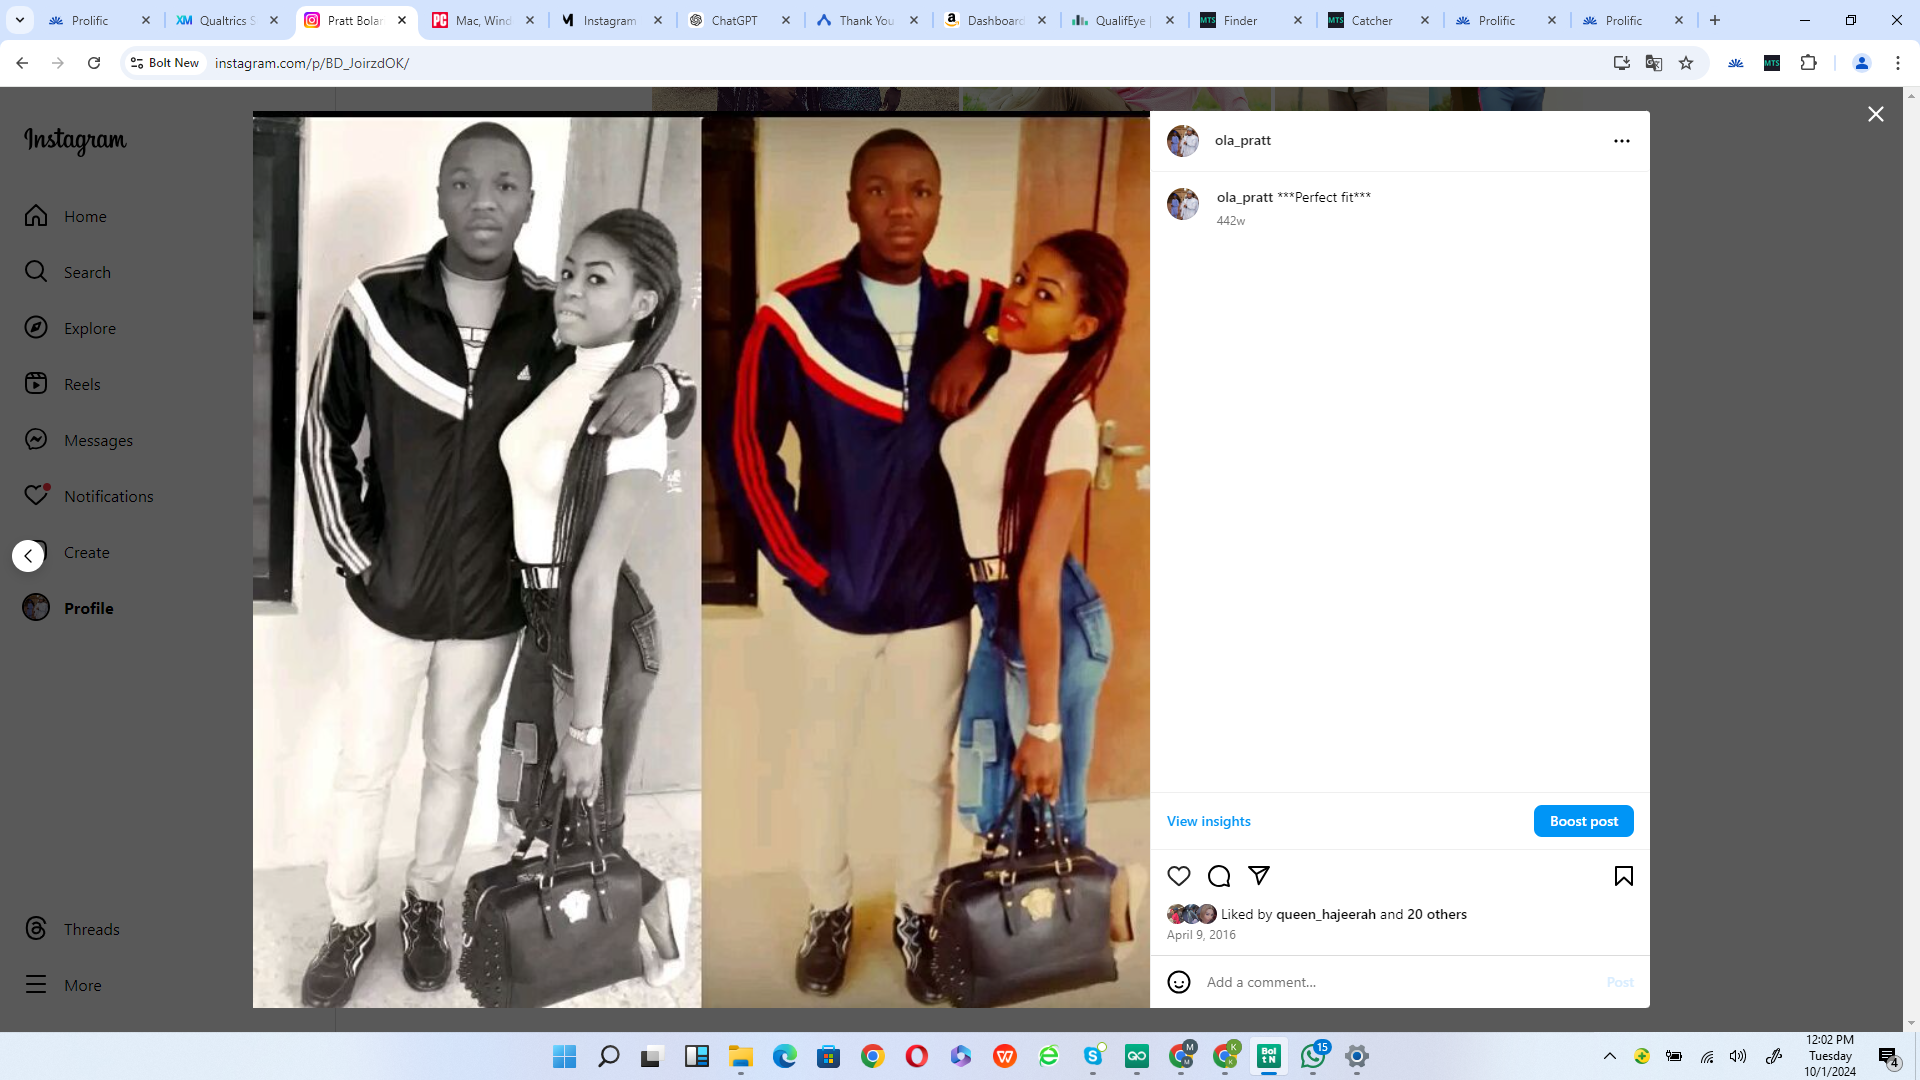 Prolific
Qualtrics S
Pratt Bolan
Mac, Wind
Instagram
ChatGPT
Thank You
Dashboard
QualifEye |
Finder
Catcher
Prolific
Prolific
Bolt New
instagram.com/p/BD_JoirzdOK/
Instagram
Home
Search
Explore
Reels
Messages
Notifications
Create
Profile
Threads
More
ola_pratt
ola_pratt ***Perfect fit***
442w
View insights
Boost post
Liked by queen_hajeerah and 20 others
April 9, 2016
Add a comment...
Post
15
12:02 PM
Tuesday
10/1/2024
4